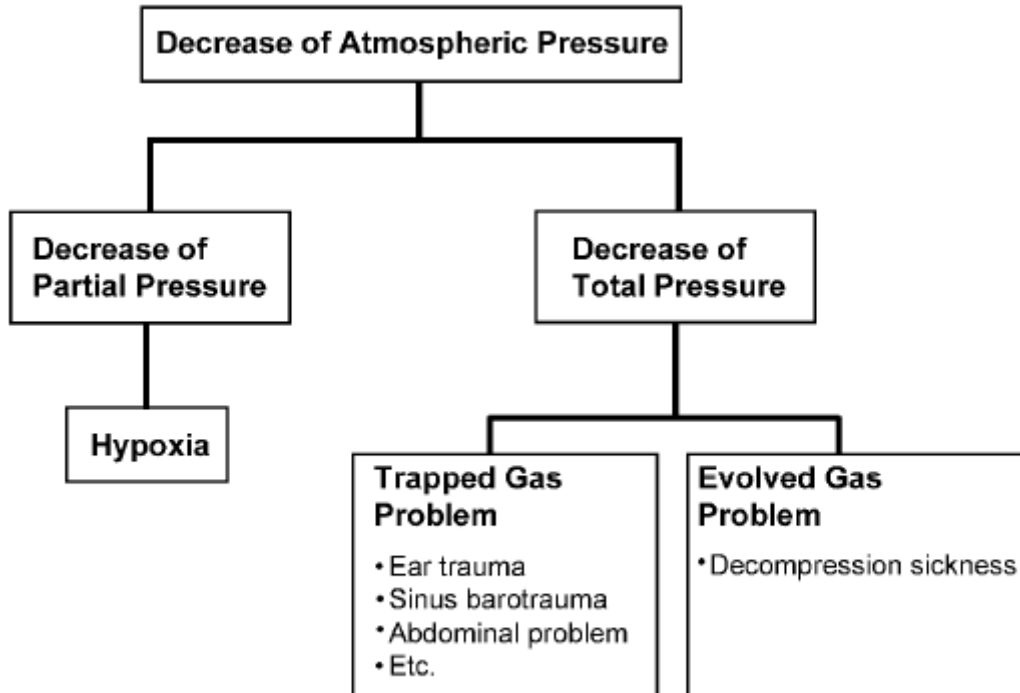 Decrease of Atmospheric Pressure
Decrease of
Partial Pressure
Decrease of
Total Pressure
Hypoxia
Trapped Gas
Problem
• Ear trauma
• Sinus barotrauma
• Abdominal problem
• Etc.
Evolved Gas
Problem
• Decompression sickness